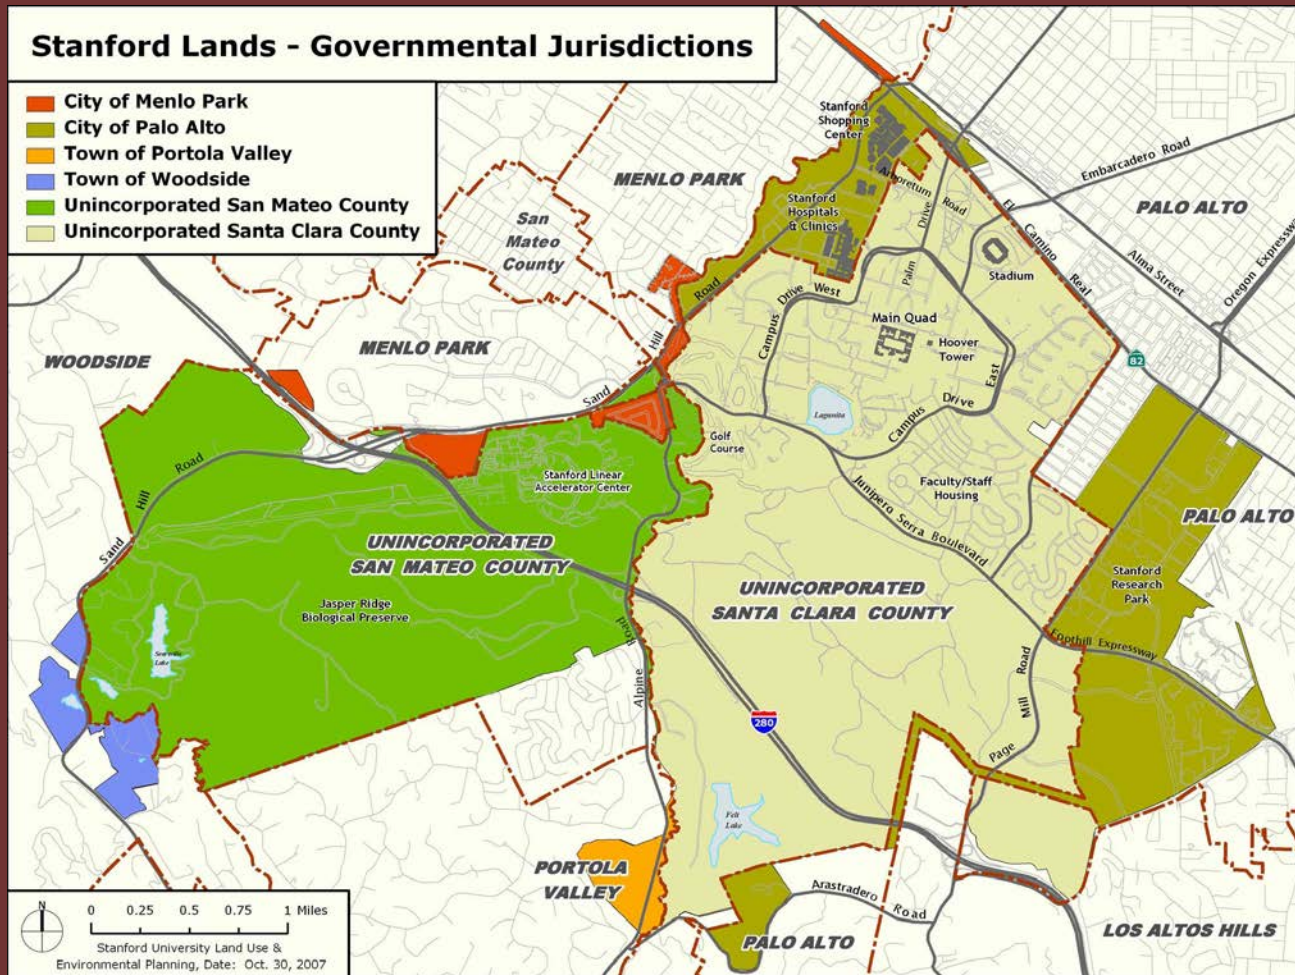 Stanford Lands - Governmental Jurisdictions
City of Menlo Park
City of Palo Alto
Town of Portola Valley
Town of Woodside
Unincorporated San Mateo County
Unincorporated Santa Clara County
Stanford
Shopping
Center
Embarcadero Road
MENLO PARK
Arboretum Road
PALO ALTO
San
Mateo
County
Stanford
Hospitals
& Clinics
Palm Drive
El Camino Real
Alma Street
Oregon Expressway
Stadium
Sand Hill Road
Campus Drive West
Main Quad
Hoover
Tower
WOODSIDE
MENLO PARK
82
Campus Drive East
Lagunita
Golf
Course
Sand Hill Road
Stanford Linear
Accelerator Center
Faculty/Staff
Housing
Junipero Serra Boulevard
PALO ALTO
UNINCORPORATED
SAN MATEO COUNTY
UNINCORPORATED
SANTA CLARA COUNTY
Stanford
Research
Park
Jasper Ridge
Biological Preserve
Searsville
Lake
Foothill Expressway
Alpine Road
Page Mill Road
280
Felt
Lake
PORTOLA
VALLEY
Arastradero Road
PALO ALTO
LOS ALTOS HILLS
N
0 0.25 0.5 0.75 1 Miles
Stanford University Land Use &
Environmental Planning, Date: Oct. 30, 2007